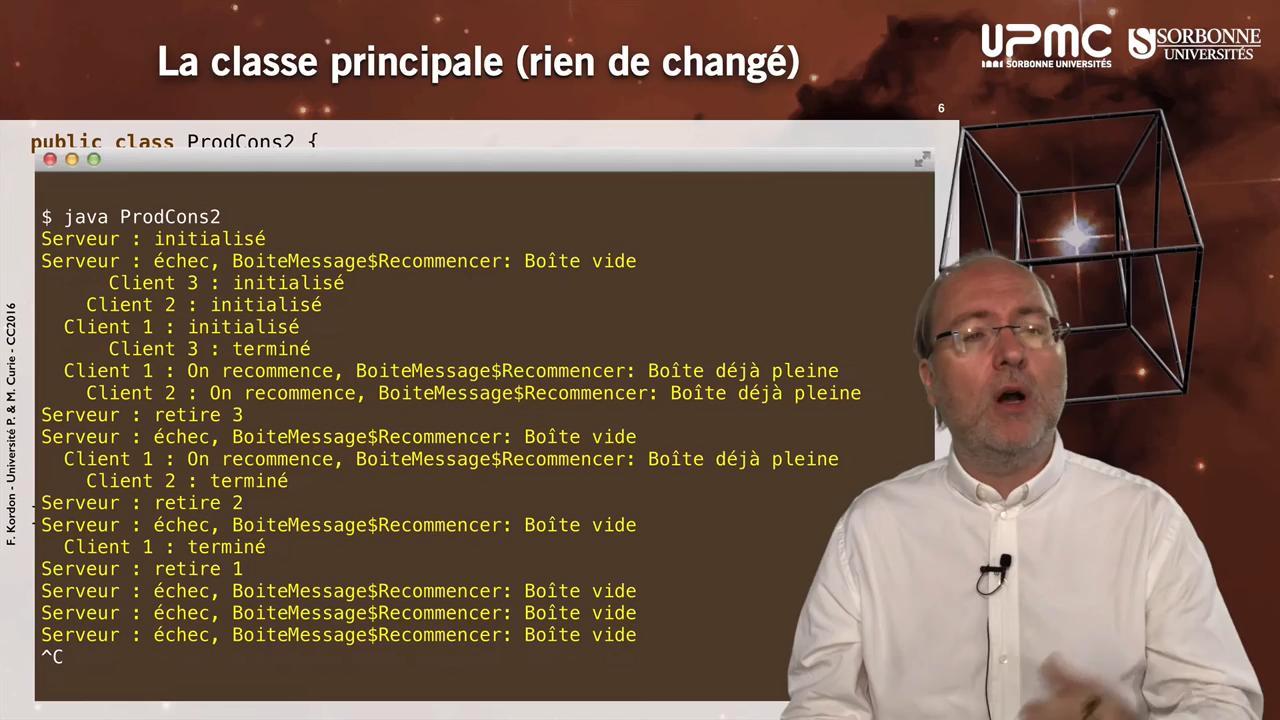 La classe principale (rien de changé)
UPMC
SORBONNE UNIVERSITÉS
SORBONNE
UNIVERSITÉS
6
public class ProdCons2 {
$ java ProdCons2
Serveur : initialisé
Serveur : échec, BoiteMessage$Recommencer: Boîte vide
Client 3 : initialisé
Client 2 : initialisé
Client 1 : initialisé
Client 3 : terminé
Client 1 : On recommence, BoiteMessage$Recommencer: Boîte déjà pleine
Client 2 : On recommence, BoiteMessage$Recommencer: Boîte déjà pleine
Serveur : retire 3
Serveur : échec, BoiteMessage$Recommencer: Boîte vide
Client 1 : On recommence, BoiteMessage$Recommencer: Boîte déjà pleine
Client 2 : terminé
Serveur : retire 2
Serveur : échec, BoiteMessage$Recommencer: Boîte vide
Client 1 : terminé
Serveur : retire 1
Serveur : échec, BoiteMessage$Recommencer: Boîte vide
Serveur : échec, BoiteMessage$Recommencer: Boîte vide
Serveur : échec, BoiteMessage$Recommencer: Boîte vide
^C
F. Kordon - Université P. & M. Curie - CC2016